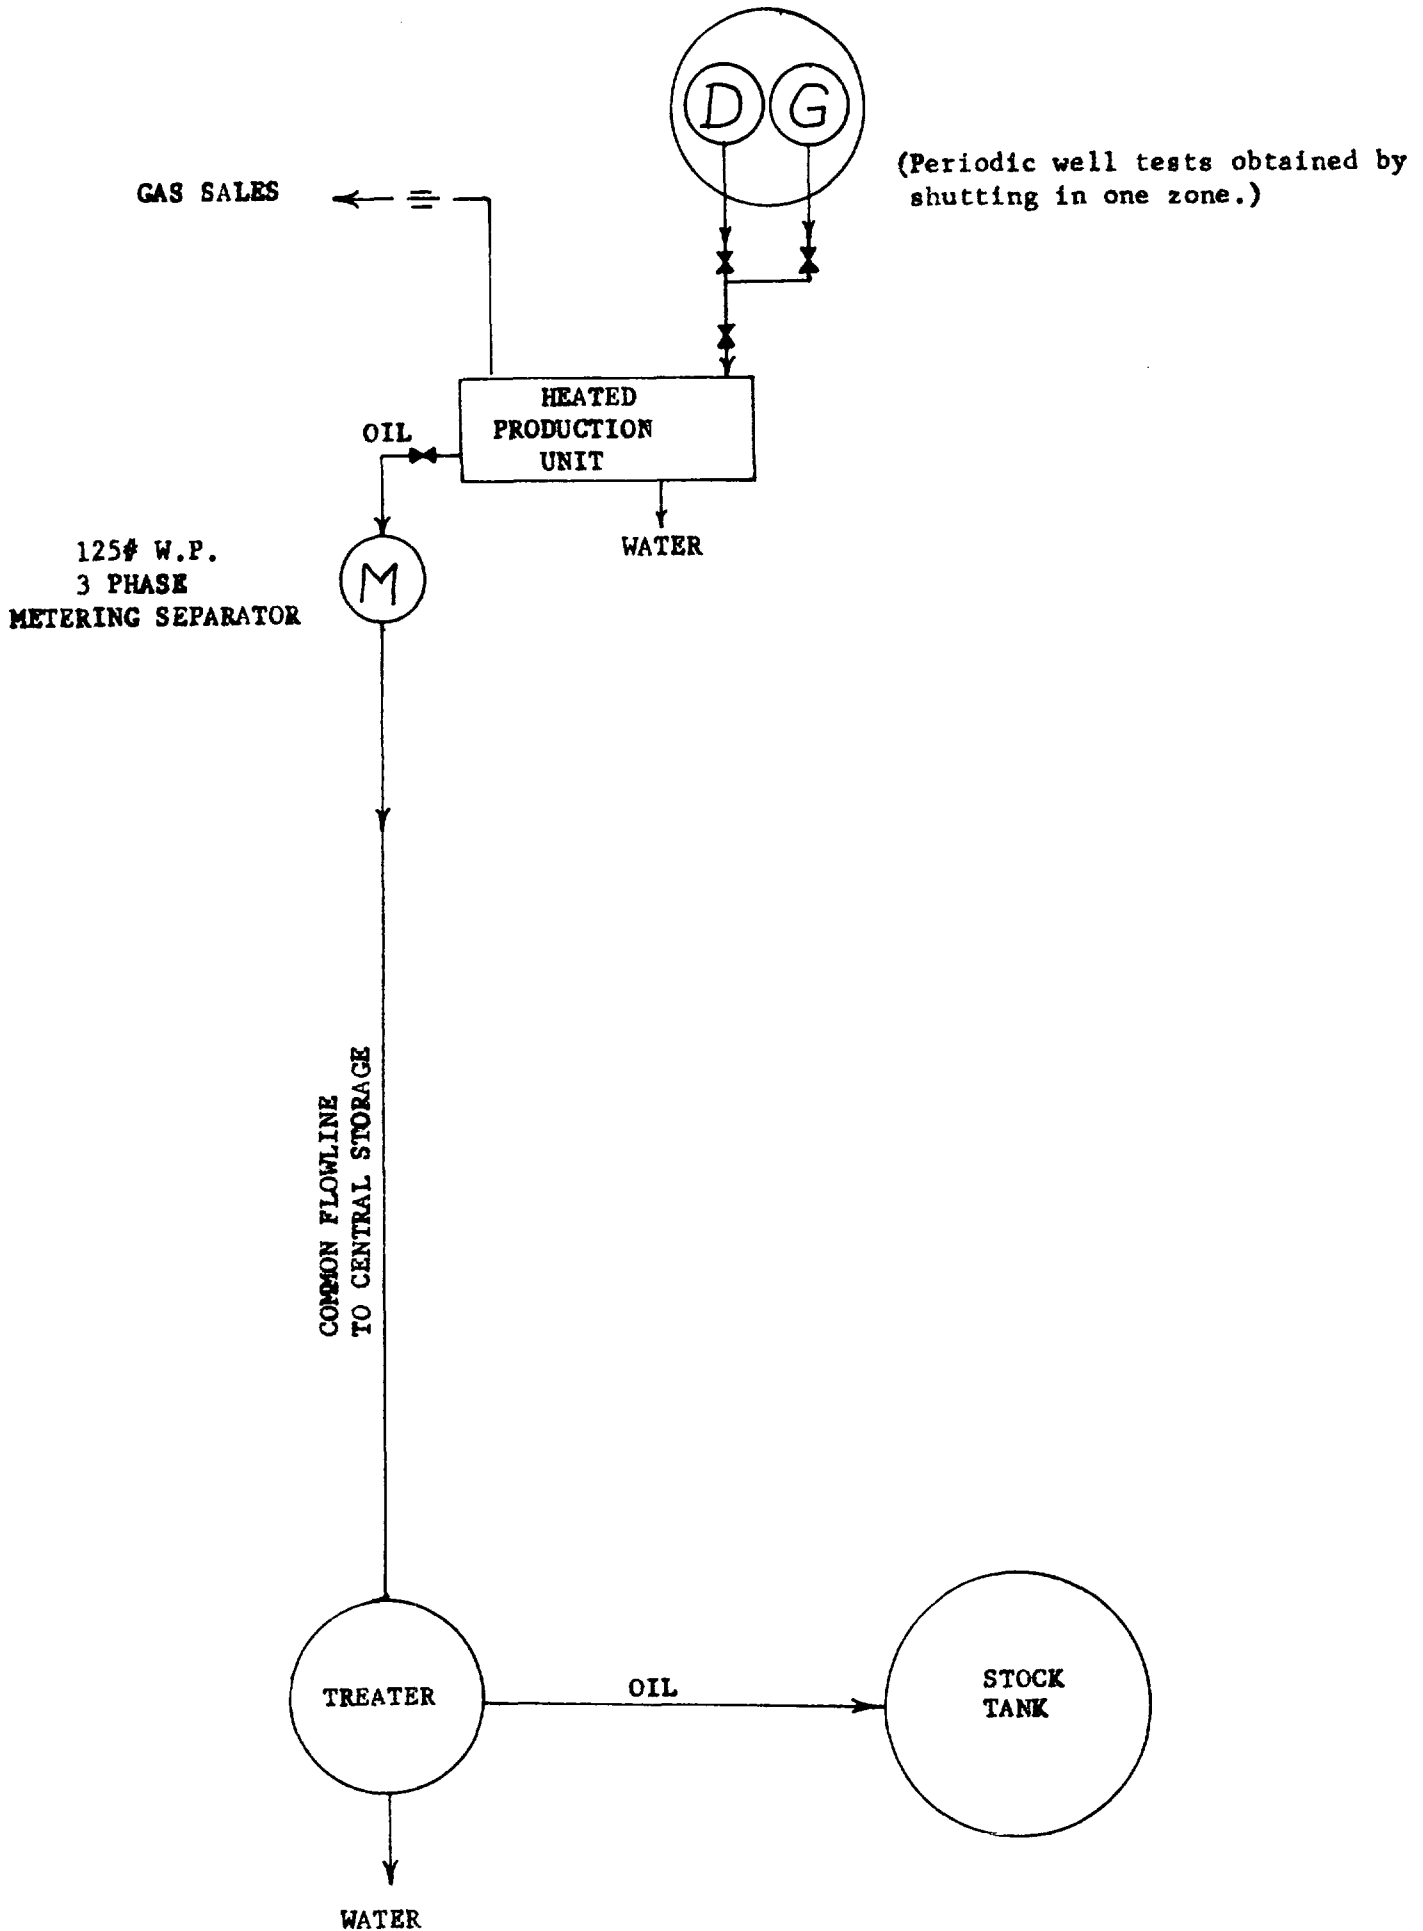 D G
(Periodic well tests obtained by
shutting in one zone.)
GAS SALES
HEATED
PRODUCTION
UNIT
OIL
WATER
125# W.P.
3 PHASE
METERING SEPARATOR
M
COMMON FLOWLINE
TO CENTRAL STORAGE
TREATER
OIL
STOCK
TANK
WATER